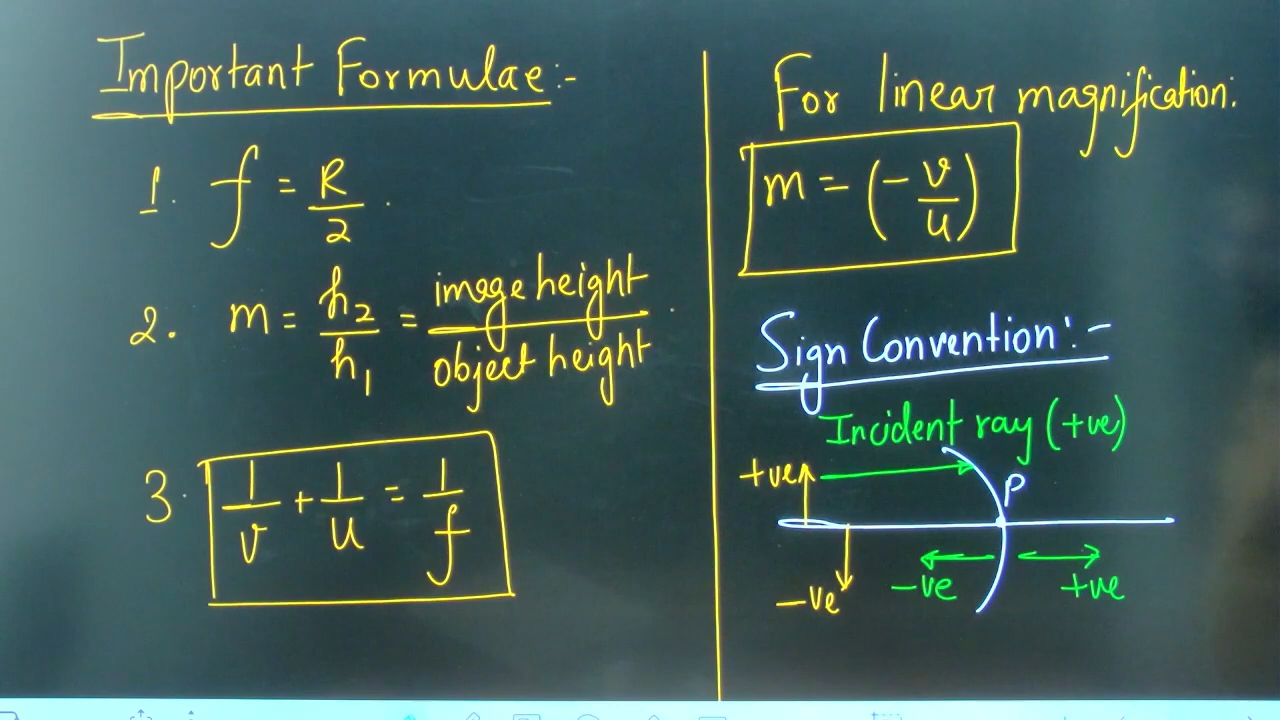 Important Formulae:-
1. f = R/2.
2. m = h₂/h₁ = image height/object height.
3. 1/v + 1/u = 1/f
For linear magnification:
m = (-v/u)
Sign Convention:-
Incident ray (+ve)
+ve
P
-ve
-ve
+ve